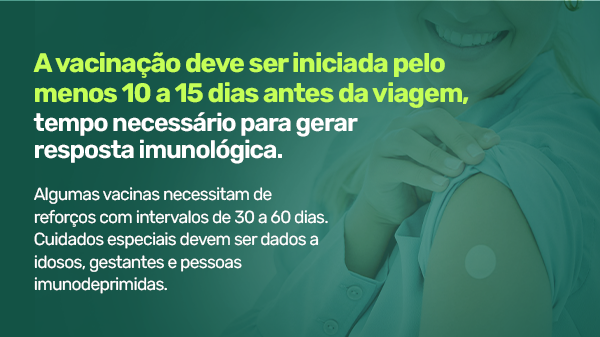 A vacinação deve ser iniciada pelo
menos 10 a 15 dias antes da viagem,
tempo necessário para gerar
resposta imunológica.
Algumas vacinas necessitam de
reforços com intervalos de 30 a 60 dias.
Cuidados especiais devem ser dados a
idosos, gestantes e pessoas
imunodeprimidas.